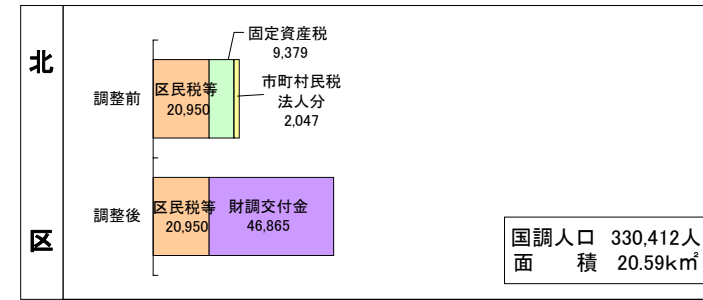 北
区
固定資産税
9,379
市町村民税
法人分
2,047
調整前
区民税等
20,950
調整後
区民税等
20,950
財調交付金
46,865
国調人口 330,412人
面　　積 20.59k㎡